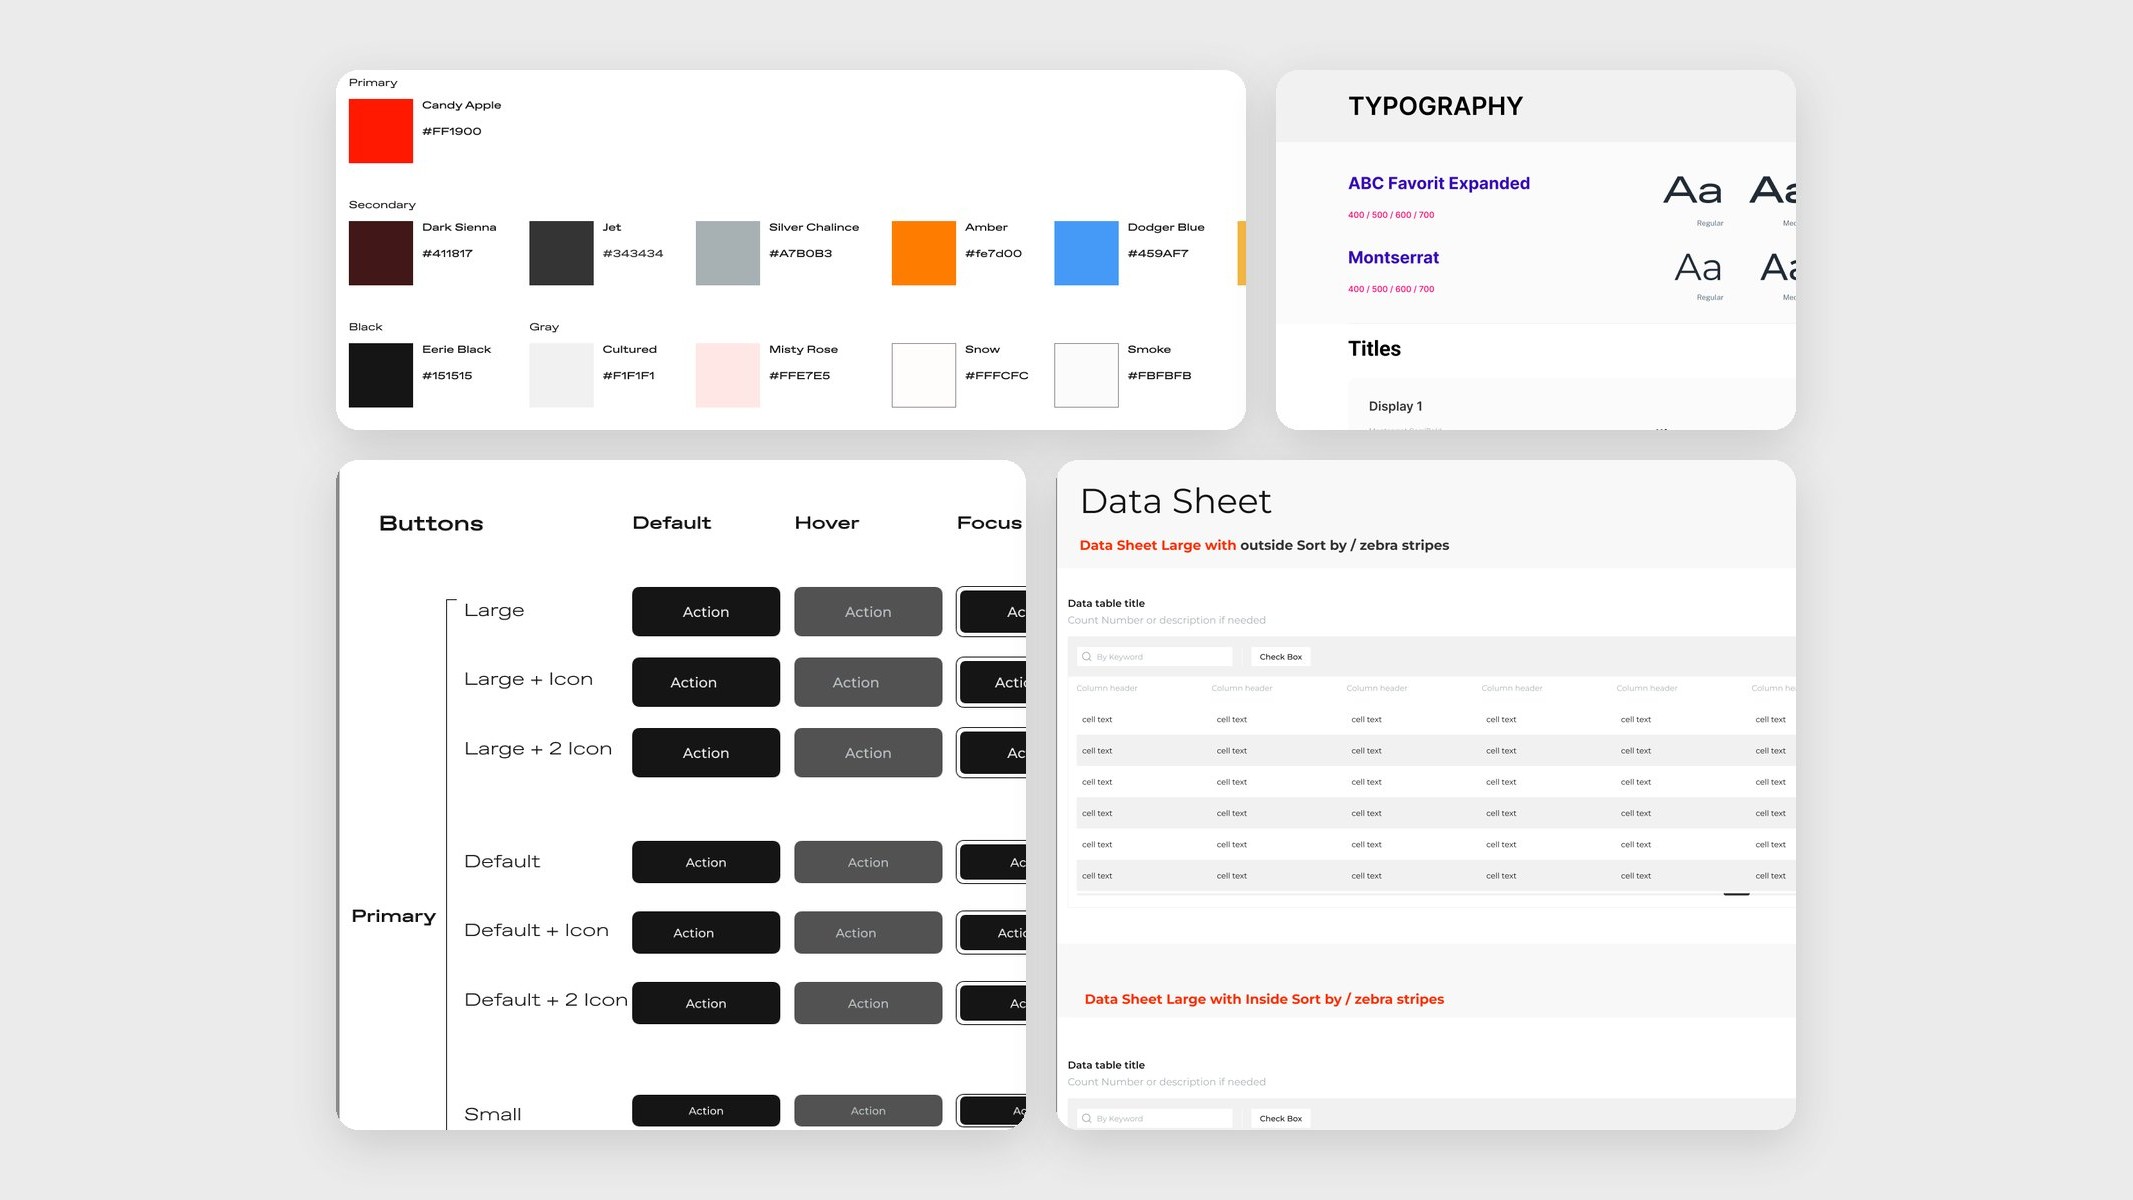 Primary
Candy Apple
#FF1900
Secondary
Dark Sienna
#411817
Jet
#343434
Silver Chalince
#A7B0B3
Amber
#fe7d00
Dodger Blue
#459AF7
Black
Gray
Eerie Black
#151515
Cultured
#F1F1F1
Misty Rose
#FFE7E5
Snow
#FFFCFC
Smoke
#FBFBFB
TYPOGRAPHY
ABC Favorit Expanded
400 / 500 / 600 / 700
Aa
Aa
Regular
Montserrat
400 / 500 / 600 / 700
Aa
Aa
Regular
Titles
Display 1
Buttons Default Hover Focus
Large Action Action
Large + Icon Action Action
Large + 2 Icon Action Action
Default Action Action
Primary
Default + Icon Action Action
Default + 2 Icon Action Action
Small Action Action
Data Sheet
Data Sheet Large with outside Sort by / zebra stripes
Data table title
Count Number or description if needed
By Keyword Check Box
Column header Column header Column header Column header Column header Column he
cell text cell text cell text cell text cell text cell text
cell text cell text cell text cell text cell text cell text
cell text cell text cell text cell text cell text cell text
cell text cell text cell text cell text cell text cell text
cell text cell text cell text cell text cell text cell text
cell text cell text cell text cell text cell text cell text
Data Sheet Large with Inside Sort by / zebra stripes
Data table title
Count Number or description if needed
By Keyword Check Box